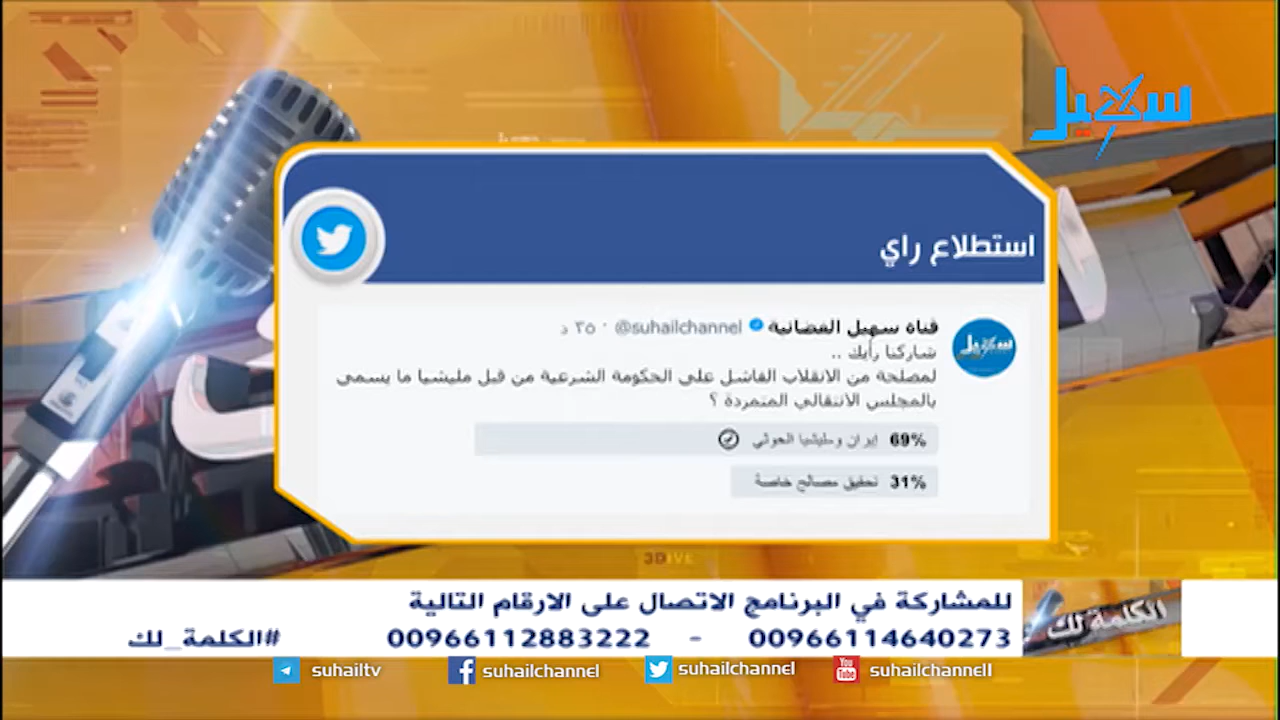 سهيل
استطلاع راي
قناة سهيل الفضائية @suhailchannel · ٣٥ د
شاركنا رأيك ..
لمصلحة من الانقلاب الفاشل على الحكومة الشرعية من قبل مليشيا ما يسمى
بالمجلس الانتقالي المتمردة ؟
69% إيران ومليشيا الحوثي
31% تحقيق مصالح خاصة
للمشاركة في البرنامج الاتصال على الارقام التالية
00966114640273 - 00966112883222 #الكلمة_لك
الكلمة لك
suhailtv suhailchannel suhailchannel You Tube suhailchannell